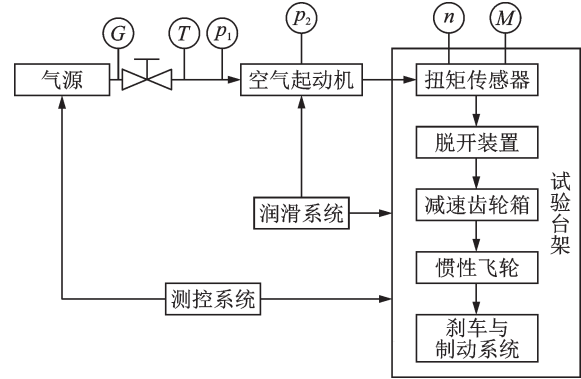 G
T
p₁
p₂
n
M
气源
空气起动机
扭矩传感器
脱开装置
减速齿轮箱
惯性飞轮
刹车与
制动系统
试验台架
润滑系统
测控系统